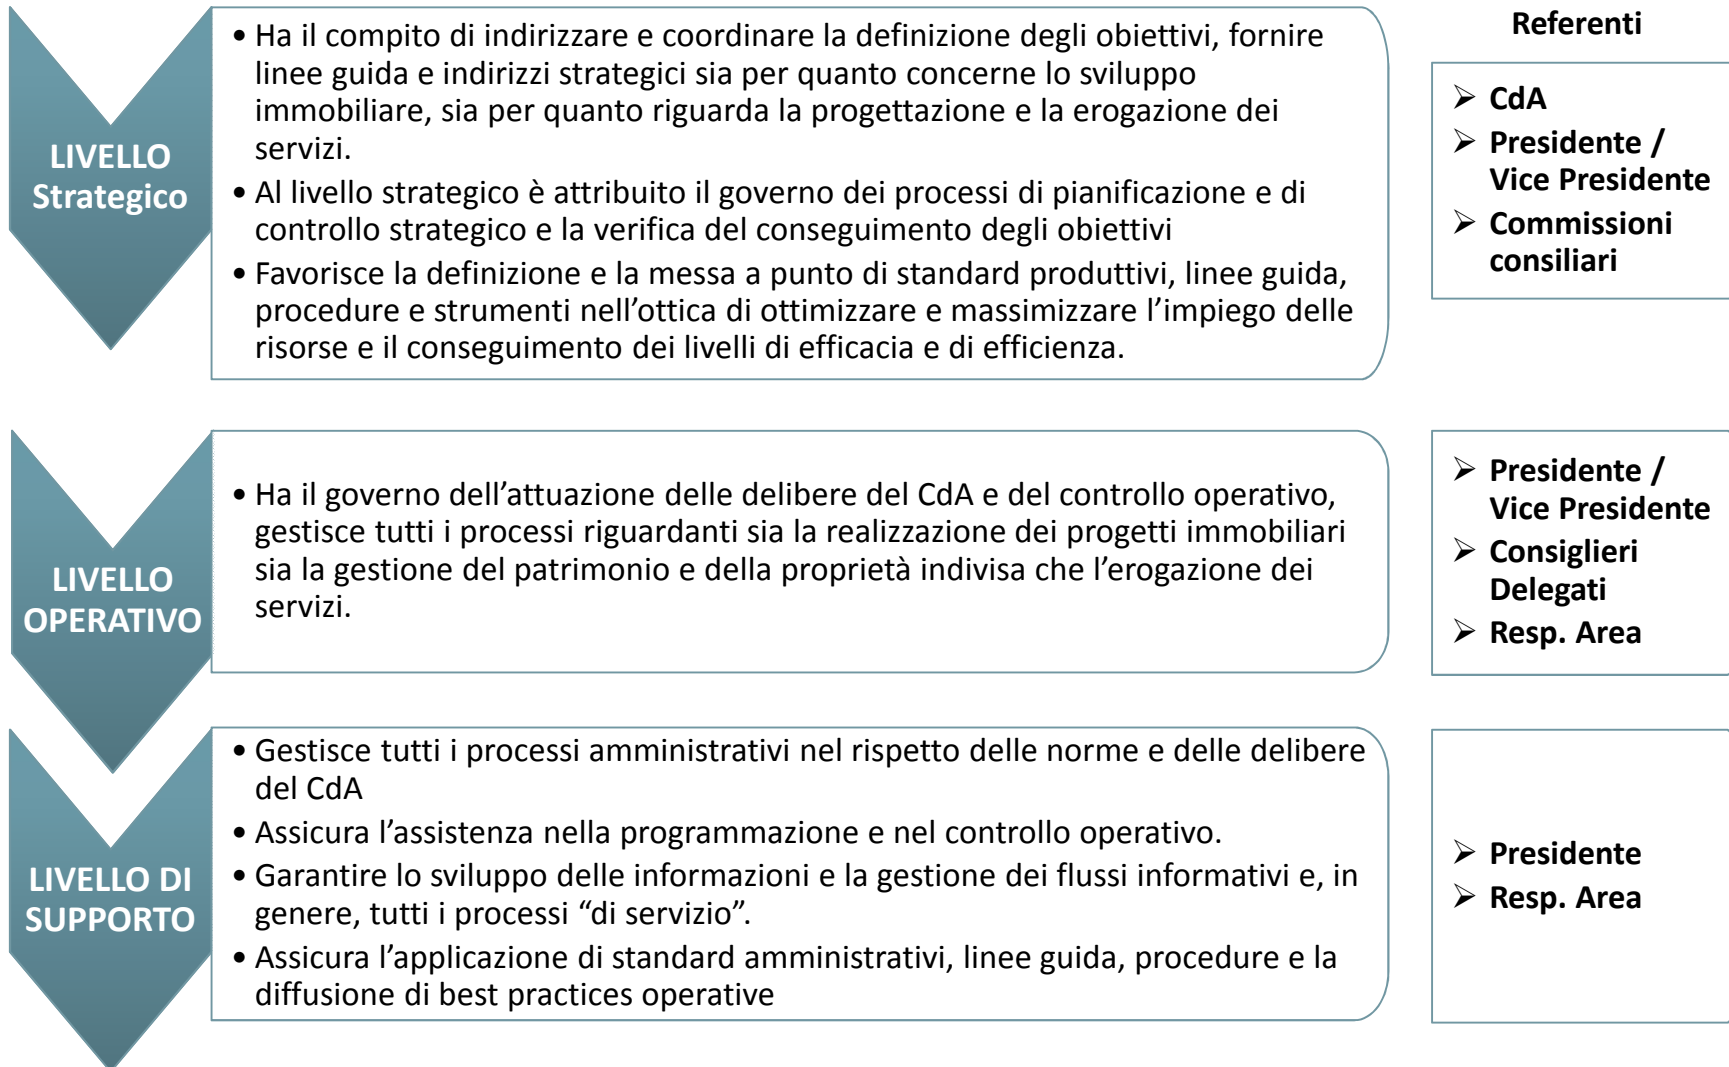 Referenti
LIVELLO
Strategico
• Ha il compito di indirizzare e coordinare la definizione degli obiettivi, fornire
linee guida e indirizzi strategici sia per quanto concerne lo sviluppo
immobiliare, sia per quanto riguarda la progettazione e la erogazione dei
servizi.
• Al livello strategico è attribuito il governo dei processi di pianificazione e di
controllo strategico e la verifica del conseguimento degli obiettivi
• Favorisce la definizione e la messa a punto di standard produttivi, linee guida,
procedure e strumenti nell’ottica di ottimizzare e massimizzare l’impiego delle
risorse e il conseguimento dei livelli di efficacia e di efficienza.
➢ CdA
➢ Presidente /
Vice Presidente
➢ Commissioni
consiliari
LIVELLO
OPERATIVO
• Ha il governo dell’attuazione delle delibere del CdA e del controllo operativo,
gestisce tutti i processi riguardanti sia la realizzazione dei progetti immobiliari
sia la gestione del patrimonio e della proprietà indivisa che l’erogazione dei
servizi.
➢ Presidente /
Vice Presidente
➢ Consiglieri
Delegati
➢ Resp. Area
LIVELLO DI
SUPPORTO
• Gestisce tutti i processi amministrativi nel rispetto delle norme e delle delibere
del CdA
• Assicura l’assistenza nella programmazione e nel controllo operativo.
• Garantire lo sviluppo delle informazioni e la gestione dei flussi informativi e, in
genere, tutti i processi “di servizio”.
• Assicura l’applicazione di standard amministrativi, linee guida, procedure e la
diffusione di best practices operative
➢ Presidente
➢ Resp. Area